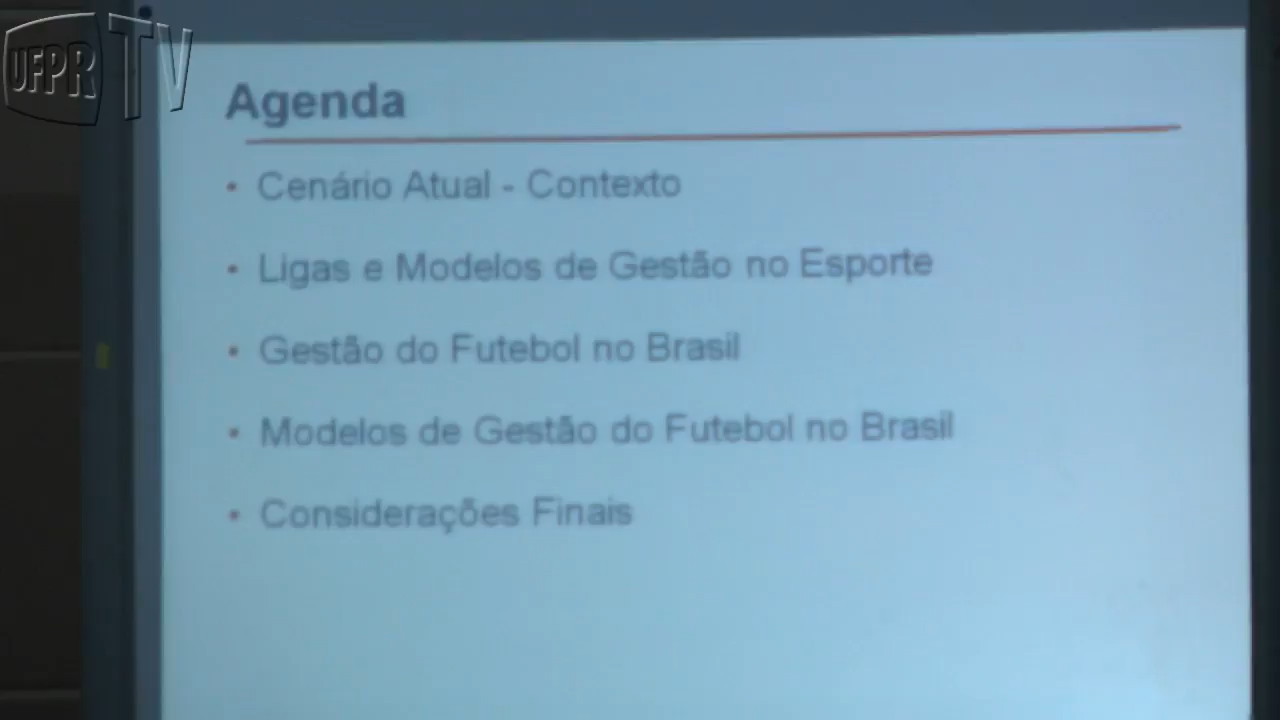 UFPR TV
Agenda
• Cenário Atual - Contexto
• Ligas e Modelos de Gestão no Esporte
• Gestão do Futebol no Brasil
• Modelos de Gestão do Futebol no Brasil
• Considerações Finais